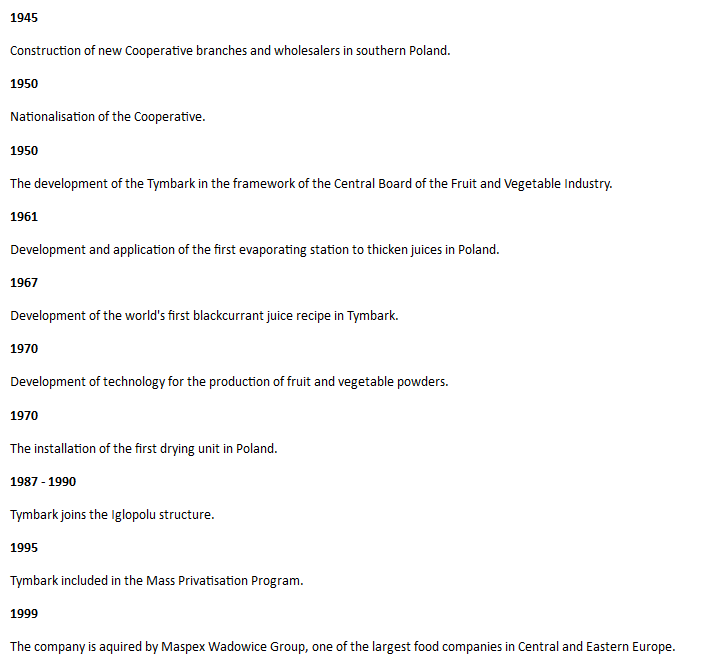 1945
Construction of new Cooperative branches and wholesalers in southern Poland.
1950
Nationalisation of the Cooperative.
1950
The development of the Tymbark in the framework of the Central Board of the Fruit and Vegetable Industry.
1961
Development and application of the first evaporating station to thicken juices in Poland.
1967
Development of the world's first blackcurrant juice recipe in Tymbark.
1970
Development of technology for the production of fruit and vegetable powders.
1970
The installation of the first drying unit in Poland.
1987 - 1990
Tymbark joins the Iglopolu structure.
1995
Tymbark included in the Mass Privatisation Program.
1999
The company is aquired by Maspex Wadowice Group, one of the largest food companies in Central and Eastern Europe.